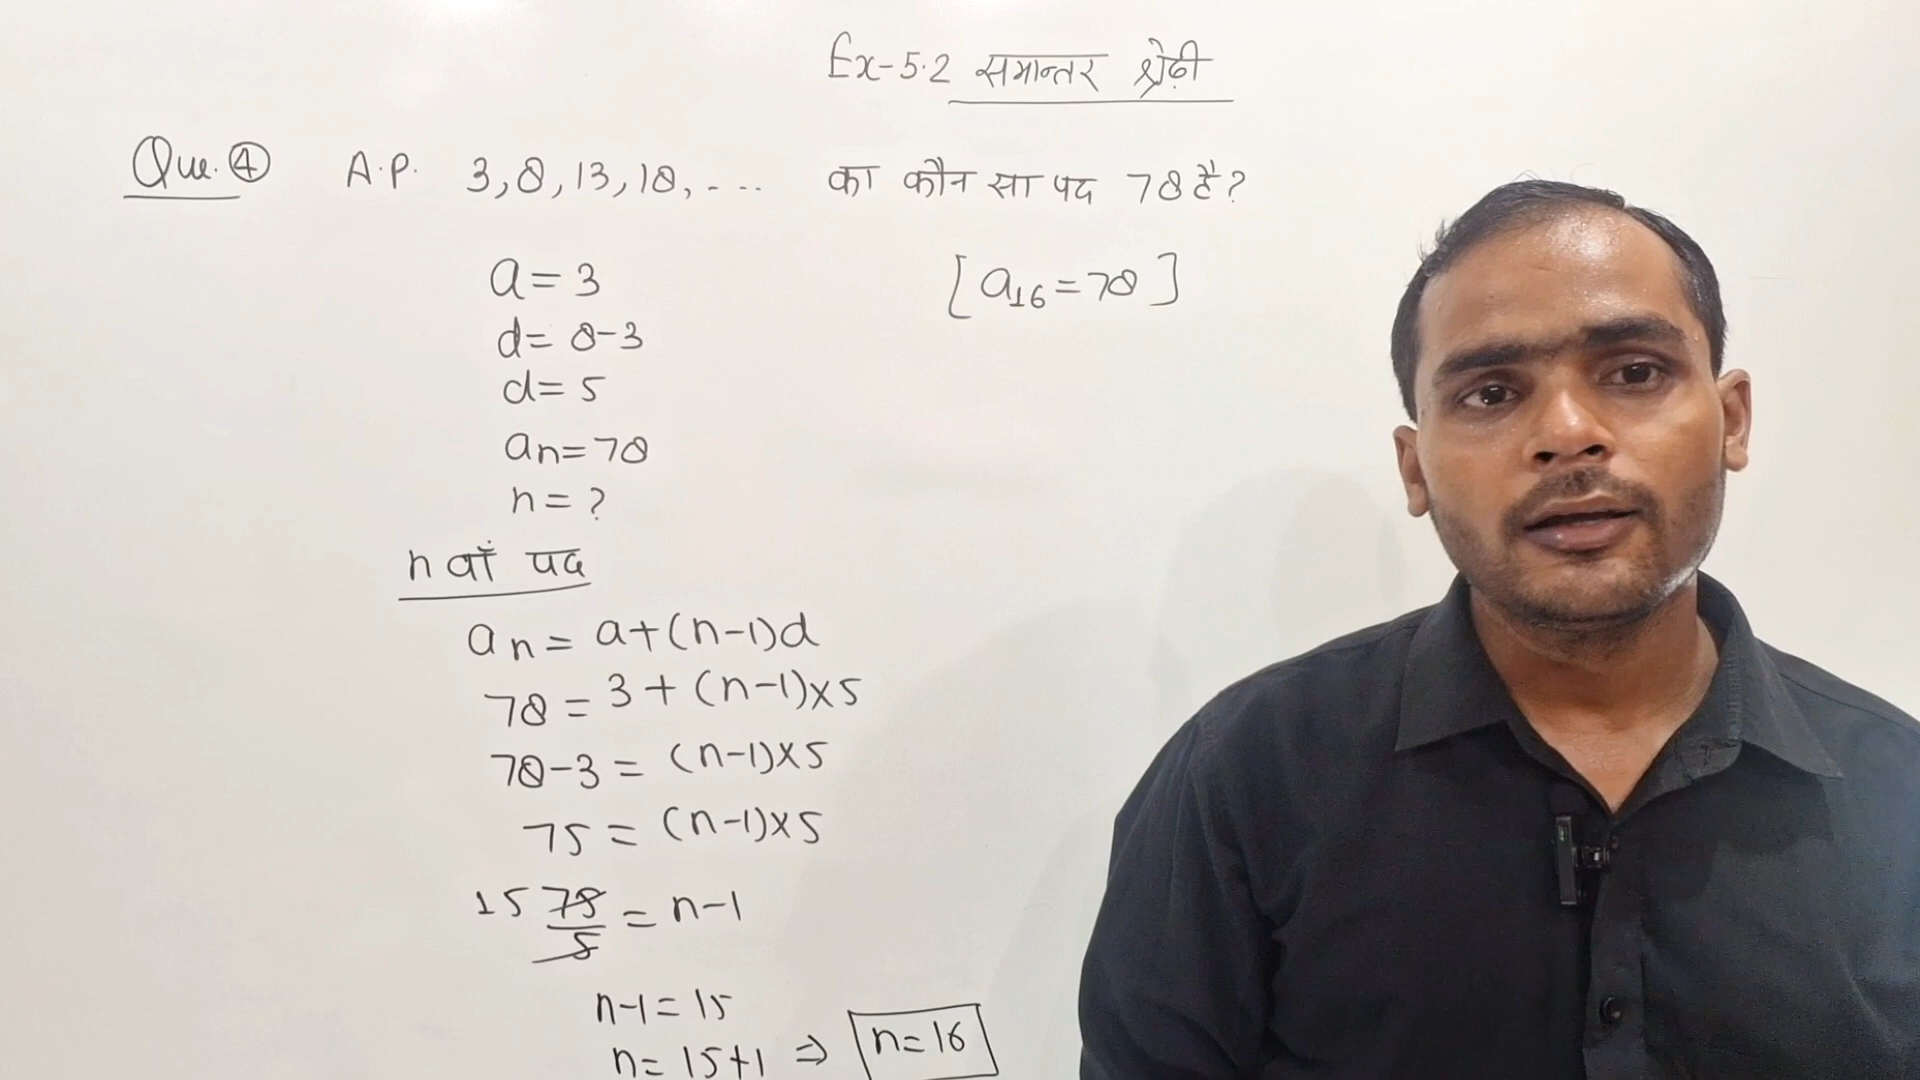 Ex-5.2 समान्तर श्रेढ़ी
Que. ④ A.P. 3, 8, 13, 18, - - - का कौन सा पद 78 है?
a = 3
[a₁₆ = 78]
d = 8-3
d = 5
aₙ = 78
n = ?
n वाँ पद
aₙ = a+(n-1)d
78 = 3+(n-1)×5
78-3 = (n-1)×5
75 = (n-1)×5
15 75/5 = n-1
n-1 = 15
n = 15+1 ⇒ n=16